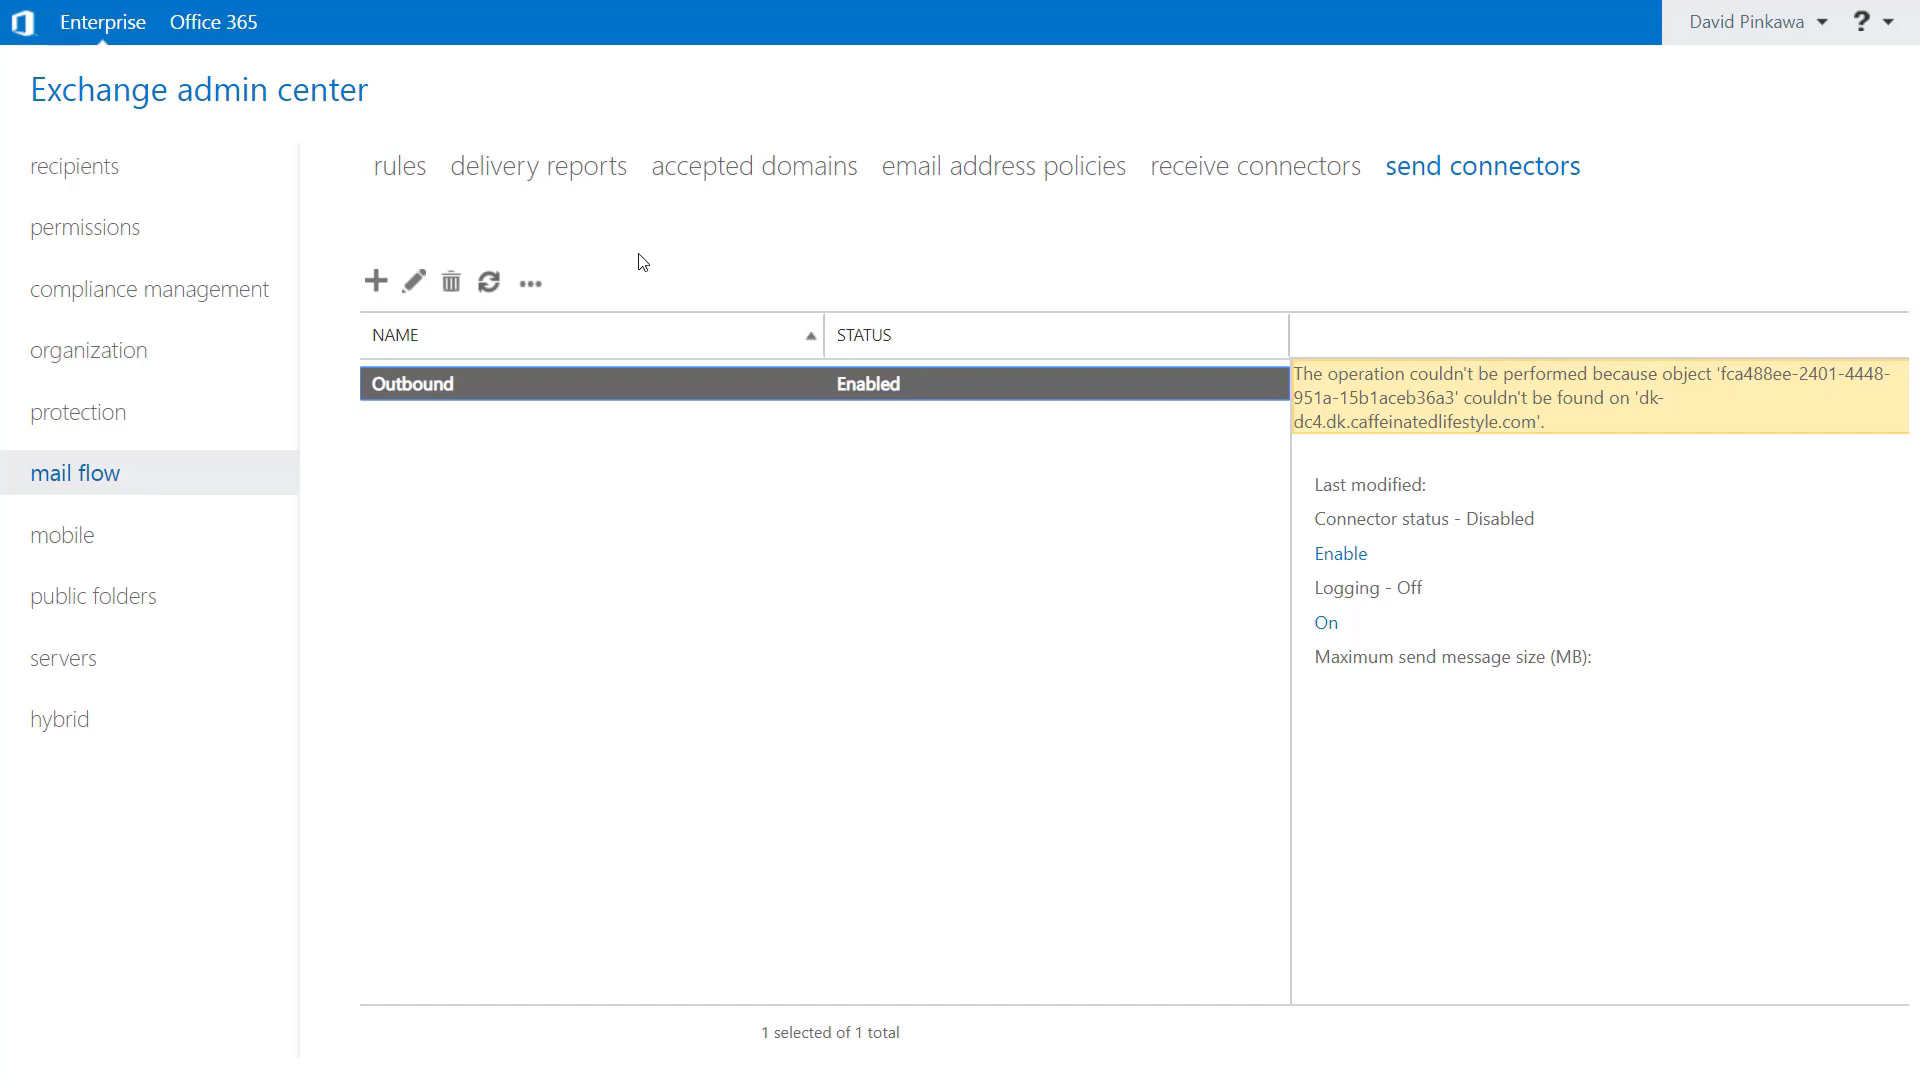 Enterprise Office 365
David Pinkawa ?
Exchange admin center
recipients
permissions
compliance management
organization
protection
mail flow
mobile
public folders
servers
hybrid
rules delivery reports accepted domains email address policies receive connectors send connectors
NAME STATUS
Outbound Enabled
The operation couldn't be performed because object 'fca488ee-2401-4448-
951a-15b1aceb36a3' couldn't be found on 'dk-
dc4.dk.caffeinatedlifestyle.com'.
Last modified:
Connector status - Disabled
Enable
Logging - Off
On
Maximum send message size (MB):
1 selected of 1 total